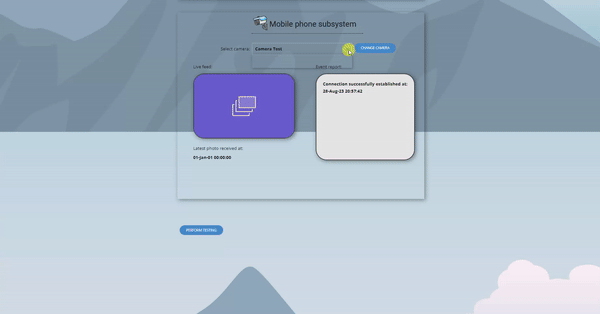 Mobile phone subsystem
Select camera:
Camera Test
CHANGE CAMERA
Live feed:
Event report:
Connection successfully established at:
28-Aug-23 20:57:42
Latest photo received at:
01-Jan-01 00:00:00
PERFORM TESTING